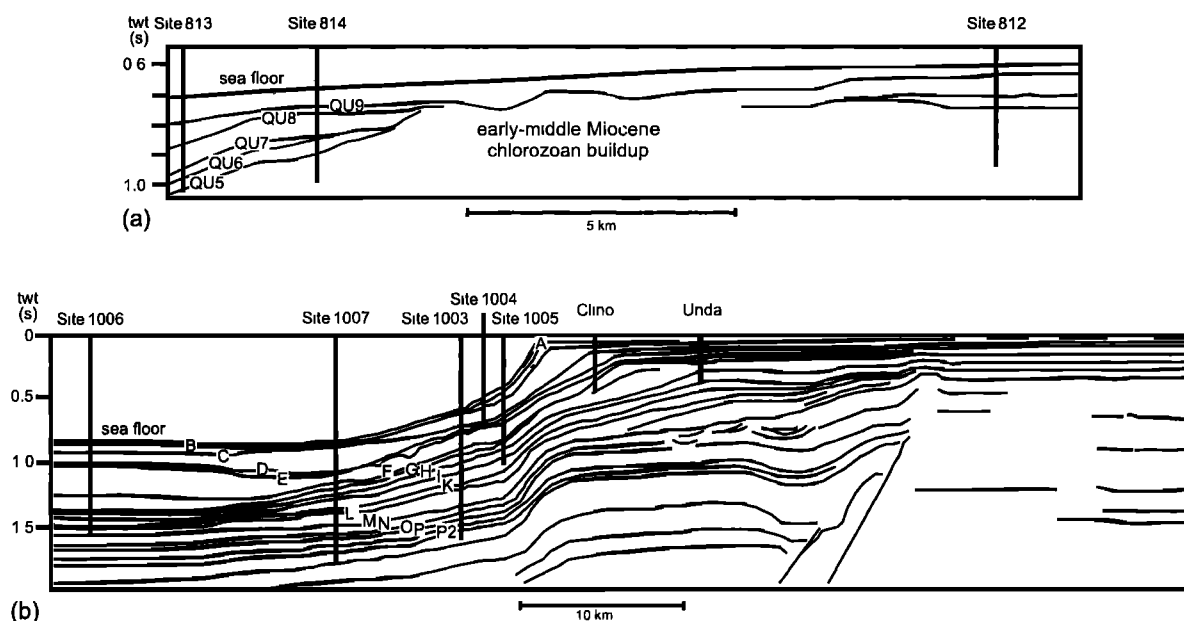 twt
(s)
Site 813
Site 814
Site 812
0 6
sea floor
QU9
QU8
QU7
QU6
QU5
early-middle Miocene
chlorozoan buildup
1.0
(a)
5 km
twt
(s)
Site 1006
Site 1007
Site 1003
Site 1004
Site 1005
Clino
Unda
0
A
0.5
sea floor
B
C
D
E
F
G
H
I
K
1 0
L
M
N
O
P
P2
1.5
(b)
10 km